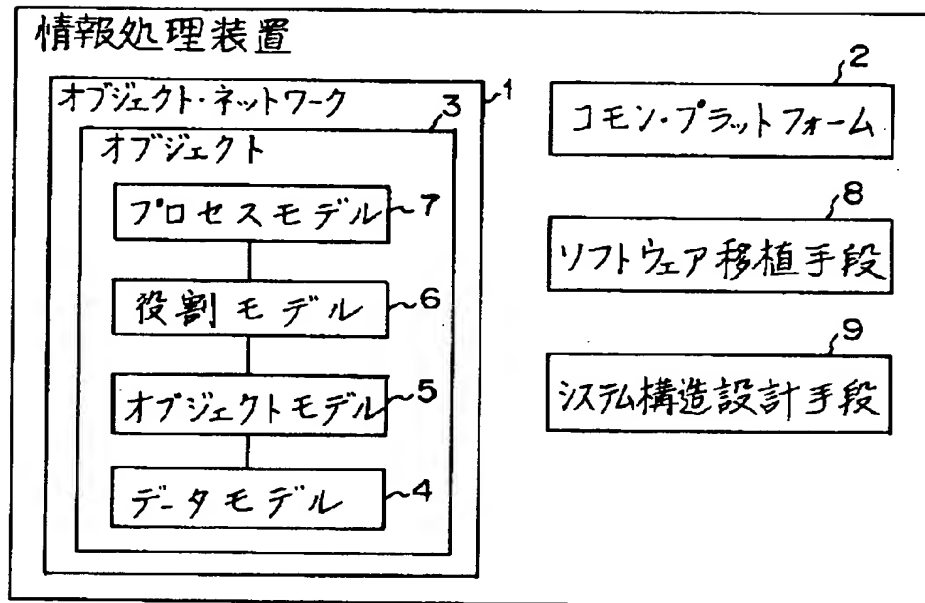 情報処理装置
オブジェクト・ネットワーク 1
オブジェクト 3
プロセスモデル 7
役割モデル 6
オブジェクトモデル 5
データモデル 4
2
コモン・プラットフォーム
8
ソフトウェア移植手段
9
システム構造設計手段